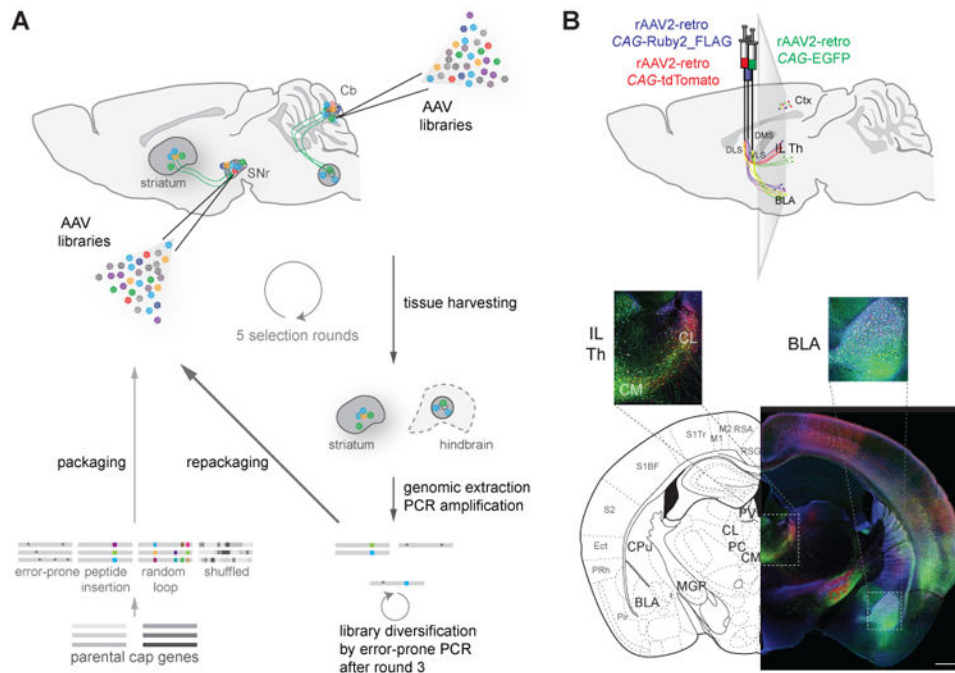 A
Cb
AAV
libraries
striatum
SNr
AAV
libraries
5 selection rounds
tissue harvesting
striatum
hindbrain
packaging
repackaging
genomic extraction
PCR amplification
error-prone
peptide
insertion
random
loop
shuffled
parental cap genes
library diversification
by error-prone PCR
after round 3
B
rAAV2-retro
CAG-Ruby2_FLAG
rAAV2-retro
CAG-tdTomato
rAAV2-retro
CAG-EGFP
Ctx
DMS
DLS
VLS
IL Th
BLA
IL
Th
CL
CM
BLA
S1Tr
M1
M2
RSA
RSG
S1BF
S2
Ect
PRh
Pir
CPu
BLA
MGP
PV
CL
PC
CM